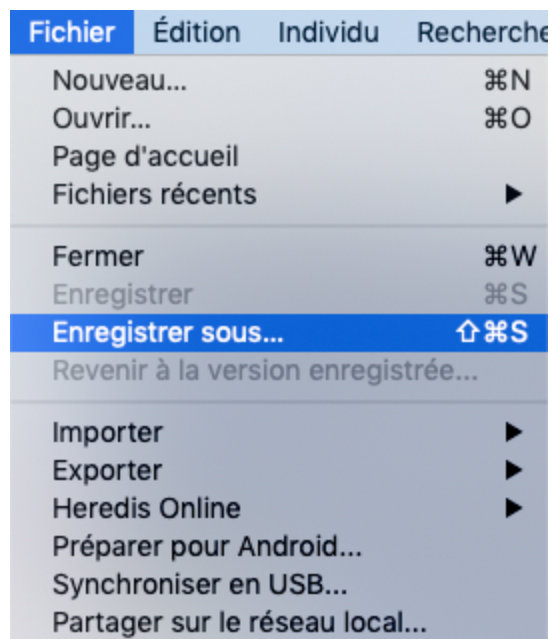 Fichier Édition Individu Recherche
Nouveau... ⌘N
Ouvrir... ⌘O
Page d'accueil
Fichiers récents ▶
Fermer ⌘W
Enregistrer ⌘S
Enregistrer sous... ⇧⌘S
Revenir à la version enregistrée...
Importer ▶
Exporter ▶
Heredis Online ▶
Préparer pour Android...
Synchroniser en USB...
Partager sur le réseau local...